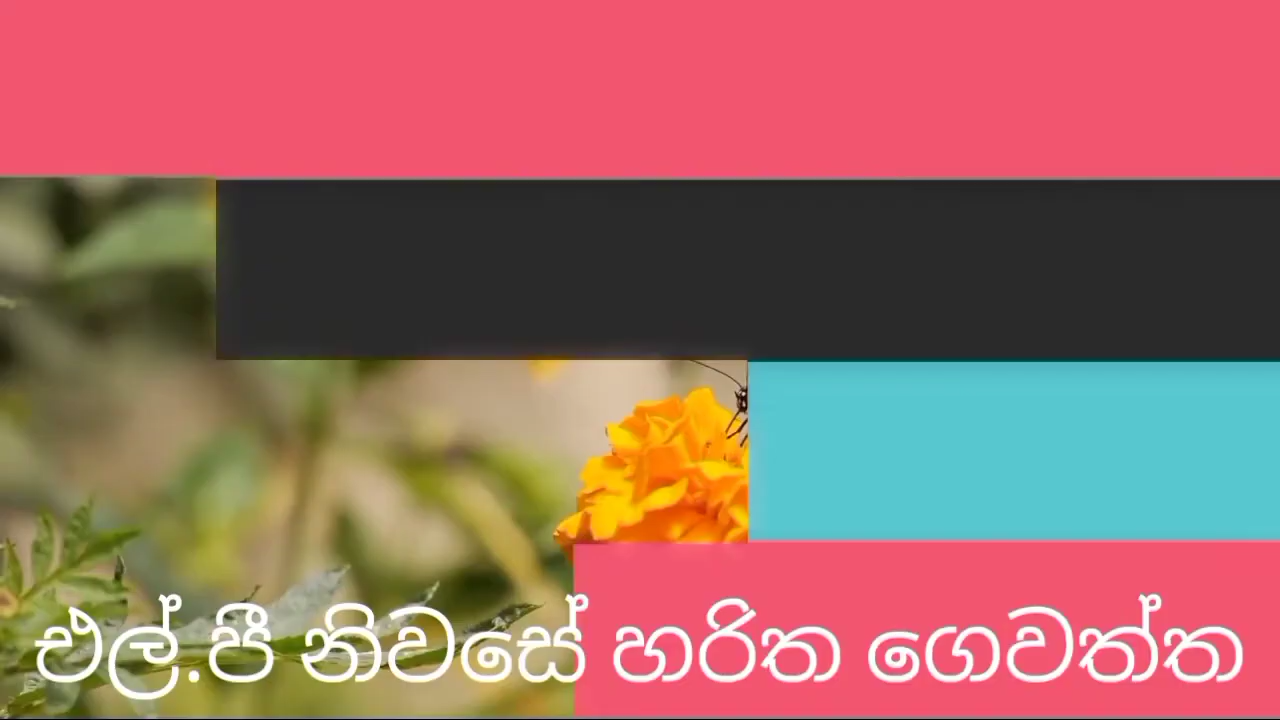 එල්.පී නිවසේ හරිත ගෙවත්ත